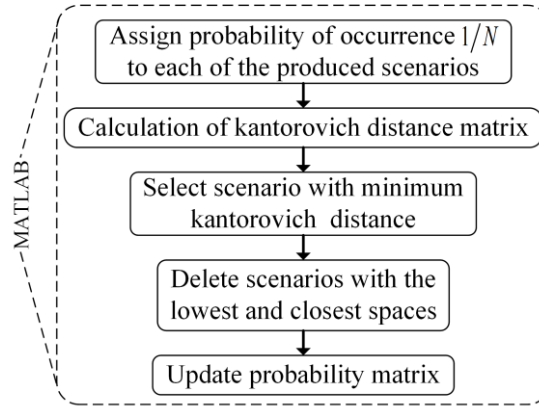 Assign probability of occurrence 1/N
to each of the produced scenarios
Calculation of kantorovich distance matrix
Select scenario with minimum
kantorovich distance
Delete scenarios with the
lowest and closest spaces
Update probability matrix
MATLAB